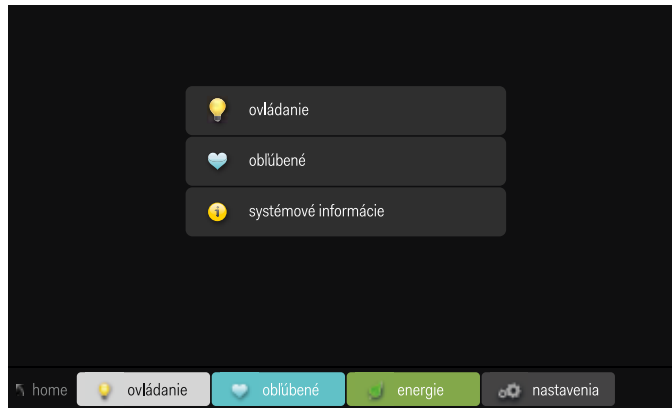 ovládanie
obľúbené
systémové informácie
home ovládanie obľúbené energie nastavenia